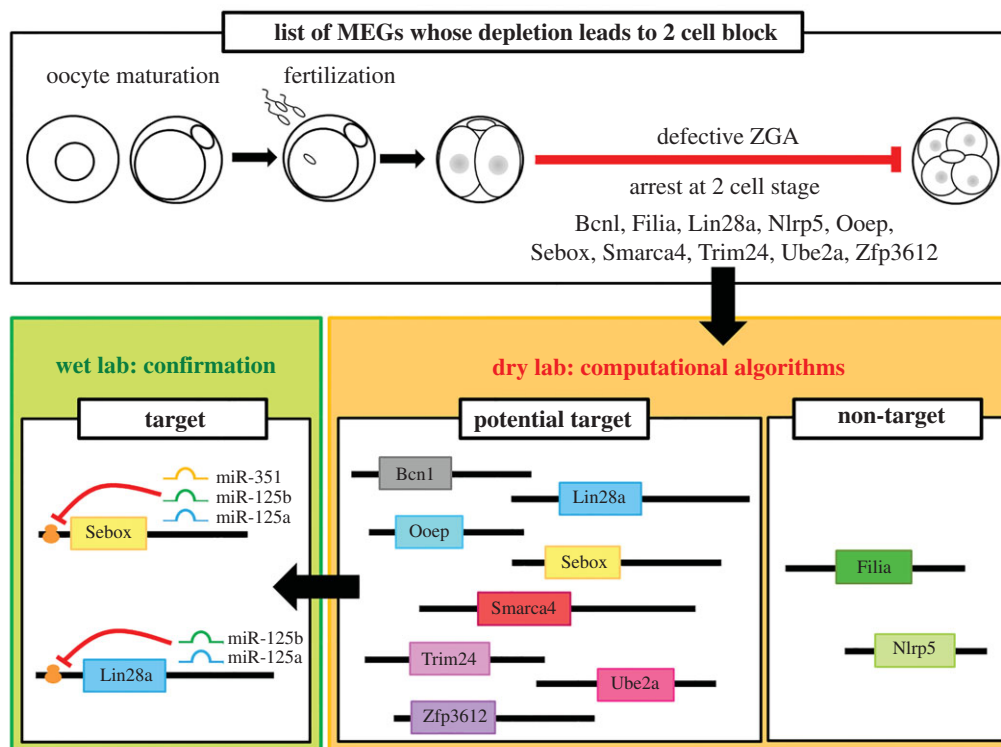 list of MEGs whose depletion leads to 2 cell block
oocyte maturation
fertilization
defective ZGA
arrest at 2 cell stage
Bcnl, Filia, Lin28a, Nlrp5, Ooep,
Sebox, Smarca4, Trim24, Ube2a, Zfp3612
wet lab: confirmation
target
miR-351
miR-125b
miR-125a
Sebox
miR-125b
miR-125a
Lin28a
dry lab: computational algorithms
potential target
Bcn1
Lin28a
Ooep
Sebox
Smarca4
Trim24
Ube2a
Zfp3612
non-target
Filia
Nlrp5